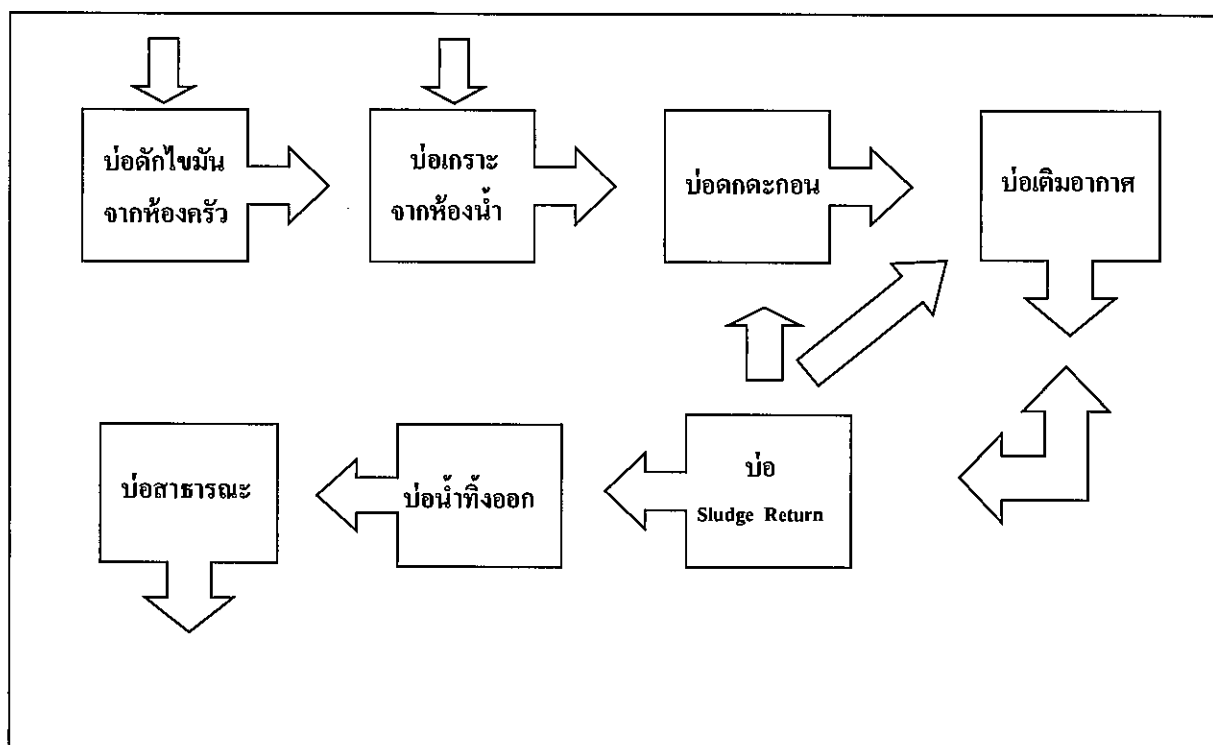 บ่อดักไขมัน
จากห้องครัว
บ่อเกราะ
จากห้องน้ำ
บ่อตกตะกอน
บ่อเติมอากาศ
บ่อสาธารณะ
บ่อน้ำทิ้งออก
บ่อ
Sludge Return